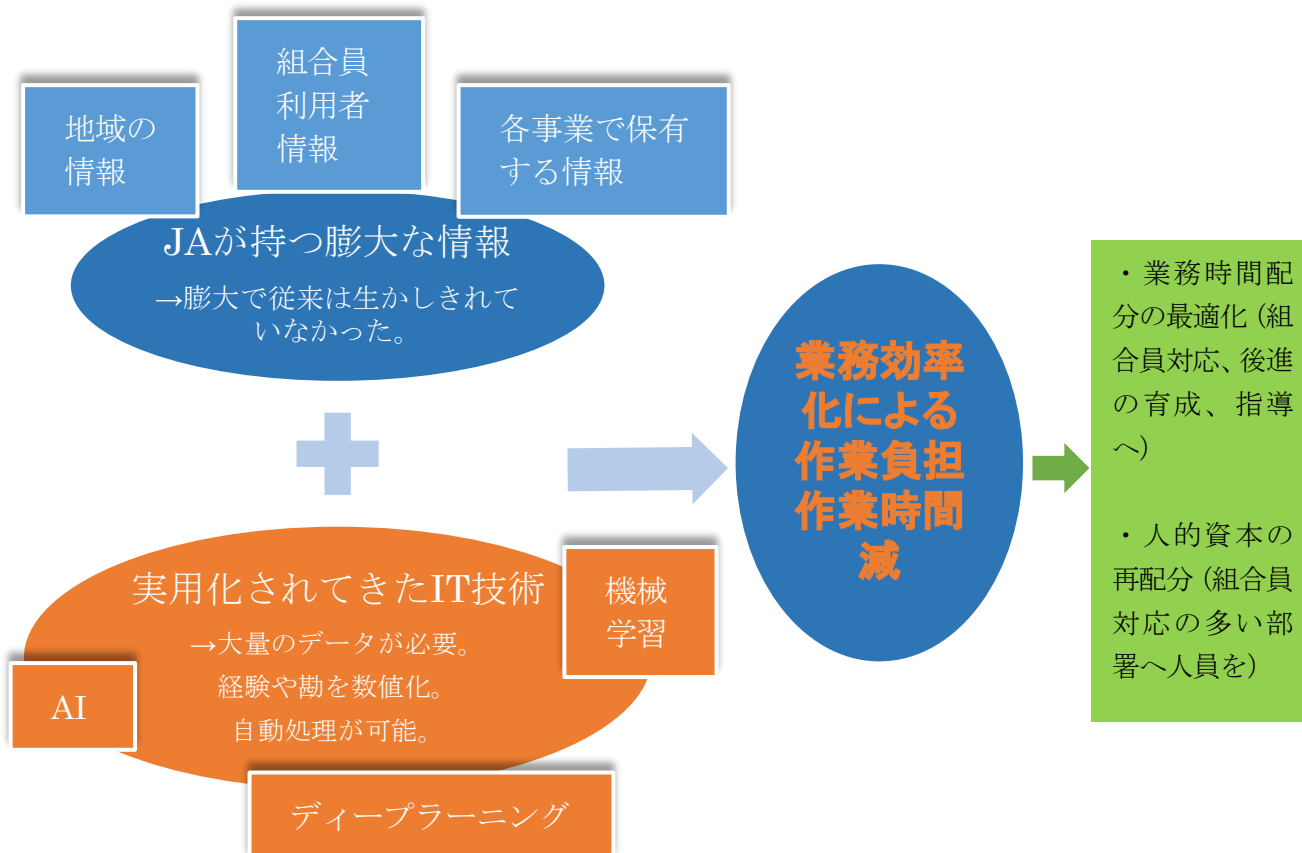 組合員
利用者
情報
地域の
情報
各事業で保有
する情報
JAが持つ膨大な情報
→膨大で従来は生かしきれて
いなかった。
実用化されてきたIT技術
→大量のデータが必要。
経験や勘を数値化。
自動処理が可能。
機械
学習
AI
ディープラーニング
業務効率
化による
作業負担
作業時間
減
・業務時間配
分の最適化(組
合員対応、後進
の育成、指導
へ)
・人的資本の
再配分(組合員
対応の多い部
署へ人員を)